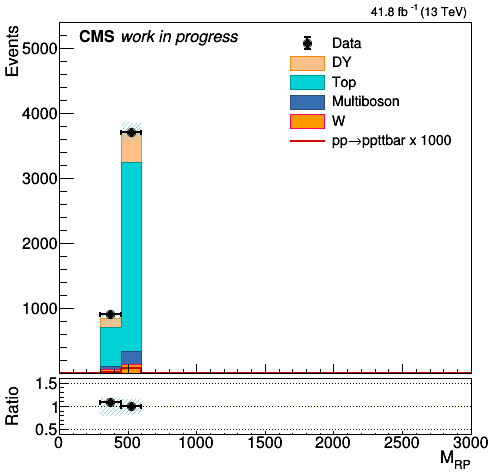 41.8 fb⁻¹ (13 TeV)
CMS work in progress
Events
5000
4000
3000
2000
1000
Data
DY
Top
Multiboson
W
pp→ppttbar x 1000
Ratio
1.5
1
0.5
0 500 1000 1500 2000 2500 3000
M_RP